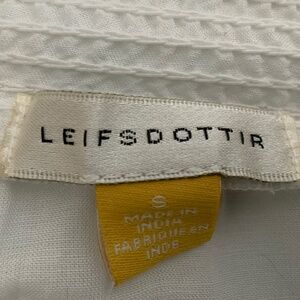 LEIFSDOTTIR
S
MADE IN
INDIA
FABRIQUE EN
INDE